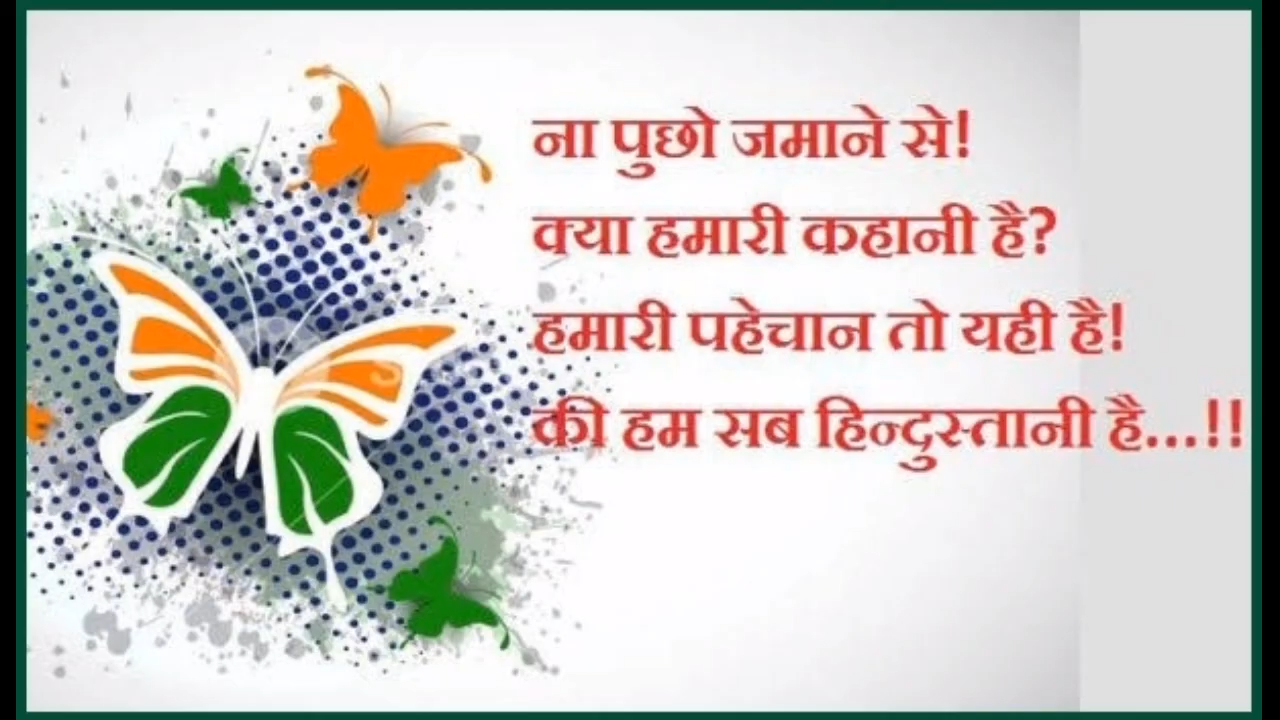 ना पुछो जमाने से!
क्या हमारी कहानी है?
हमारी पहेचान तो यही है!
की हम सब हिन्दुस्तानी है...!!